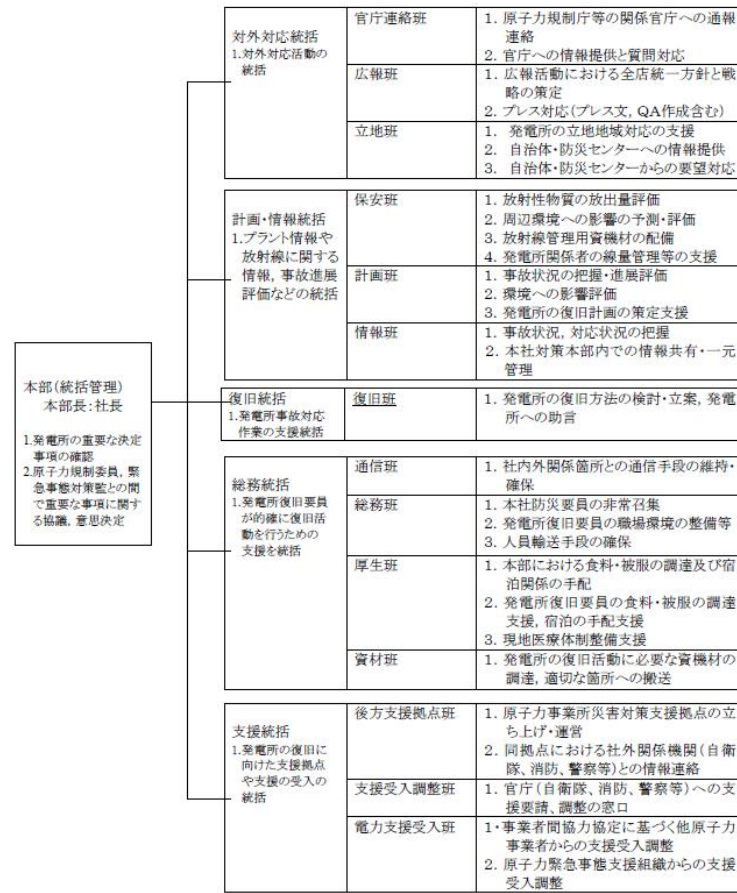 本部(統括管理)
本部長:社長
1.発電所の重要な決定
事項の確認
2.原子力規制委員, 緊
急事態対策監との間
で重要な事項に関す
る協議, 意思決定
対外対応統括
1.対外対応活動の
統括
官庁連絡班
1. 原子力規制庁等の関係官庁への通報
連絡
2. 官庁への情報提供と質問対応
広報班
1. 広報活動における全店統一方針と戦
略の策定
2. プレス対応(プレス文, QA作成含む)
立地班
1. 発電所の立地地域対応の支援
2. 自治体・防災センターへの情報提供
3. 自治体・防災センターからの要望対応
計画・情報統括
1.プラント情報や
放射線に関する
情報, 事故進展
評価などの統括
保安班
1. 放射性物質の放出量評価
2. 周辺環境への影響の予測・評価
3. 放射線管理用資機材の配備
4. 発電所関係者の線量管理等の支援
計画班
1. 事故状況の把握・進展評価
2. 環境への影響評価
3. 発電所の復旧計画の策定支援
情報班
1. 事故状況, 対応状況の把握
2. 本社対策本部内での情報共有・一元
管理
復旧統括
1.発電所事故対応
作業の支援統括
復旧班
1. 発電所の復旧方法の検討・立案, 発電
所への助言
総務統括
1.発電所復旧要員
が的確に復旧活
動を行うための
支援を統括
通信班
1. 社内外関係箇所との通信手段の維持・
確保
総務班
1. 本社防災要員の非常召集
2. 発電所復旧要員の職場環境の整備等
3. 人員輸送手段の確保
厚生班
1. 本部における食料・被服の調達及び宿
泊関係の手配
2. 発電所復旧要員の食料・被服の調達
支援, 宿泊の手配支援
3. 現地医療体制整備支援
資材班
1. 発電所の復旧活動に必要な資機材の
調達, 適切な箇所への搬送
支援統括
1.発電所の復旧に
向けた支援拠点
や支援の受入の
統括
後方支援拠点班
1. 原子力事業所災害対策支援拠点の立
ち上げ・運営
2. 同拠点における社外関係機関(自衛
隊、消防、警察等)との情報連絡
支援受入調整班
1. 官庁(自衛隊、消防、警察等)への支
援要請、調整の窓口
電力支援受入班
1・事業者間協力協定に基づく他原子力
事業者からの支援受入調整
2. 原子力緊急事態支援組織からの支援
受入調整